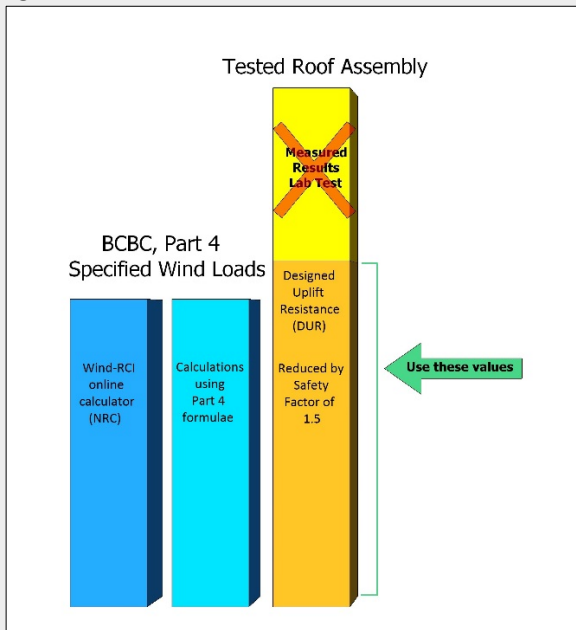 Tested Roof Assembly
Measured
Results
Lab Test
BCBC, Part 4
Specified Wind Loads
Designed
Uplift
Resistance
(DUR)
Reduced by
Safety
Factor of
1.5
Wind-RCI
online
calculator
(NRC)
Calculations
using
Part 4
formulae
Use these values